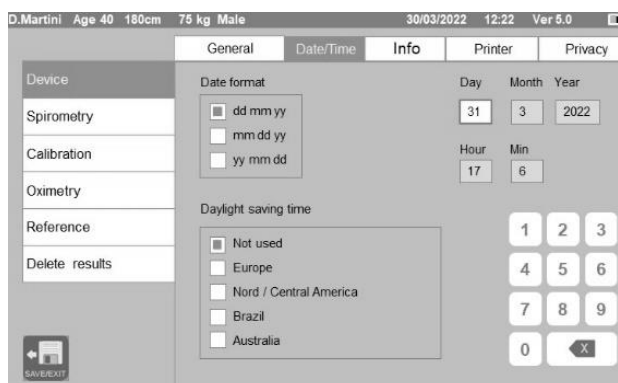 D.Martini Age 40 180cm 75 kg Male 30/03/2022 12:22 Ver 5.0
General Date/Time Info Printer Privacy
Device
Spirometry
Calibration
Oximetry
Reference
Delete results
SAVE/EXIT
Date format
dd mm yy
mm dd yy
yy mm dd
Daylight saving time
Not used
Europe
Nord / Central America
Brazil
Australia
Day Month Year
31 3 2022
Hour Min
17 6
1 2 3
4 5 6
7 8 9
0 X